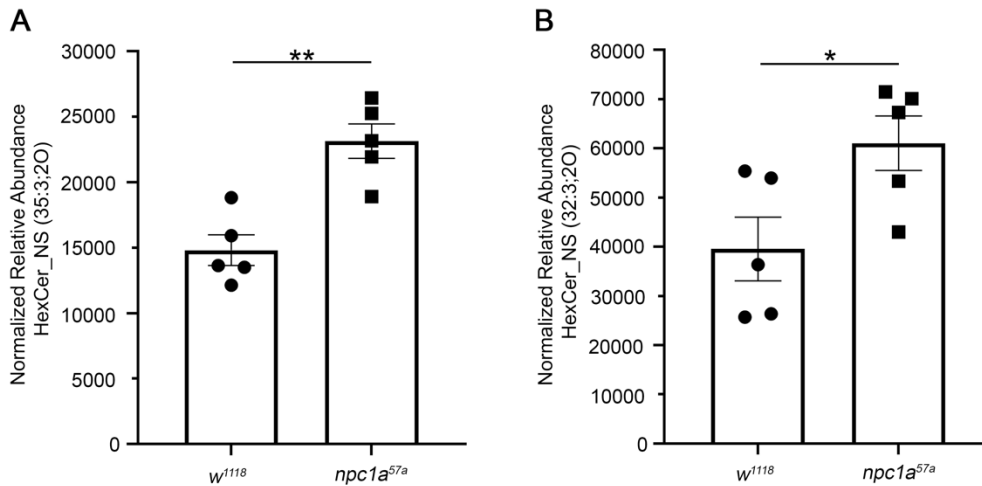 A
Normalized Relative Abundance
HexCer_NS (35:3;2O)
30000
25000
20000
15000
10000
5000
0
**
w1118
npc1a57a
B
Normalized Relative Abundance
HexCer_NS (32:3;2O)
80000
70000
60000
50000
40000
30000
20000
10000
0
*
w1118
npc1a57a